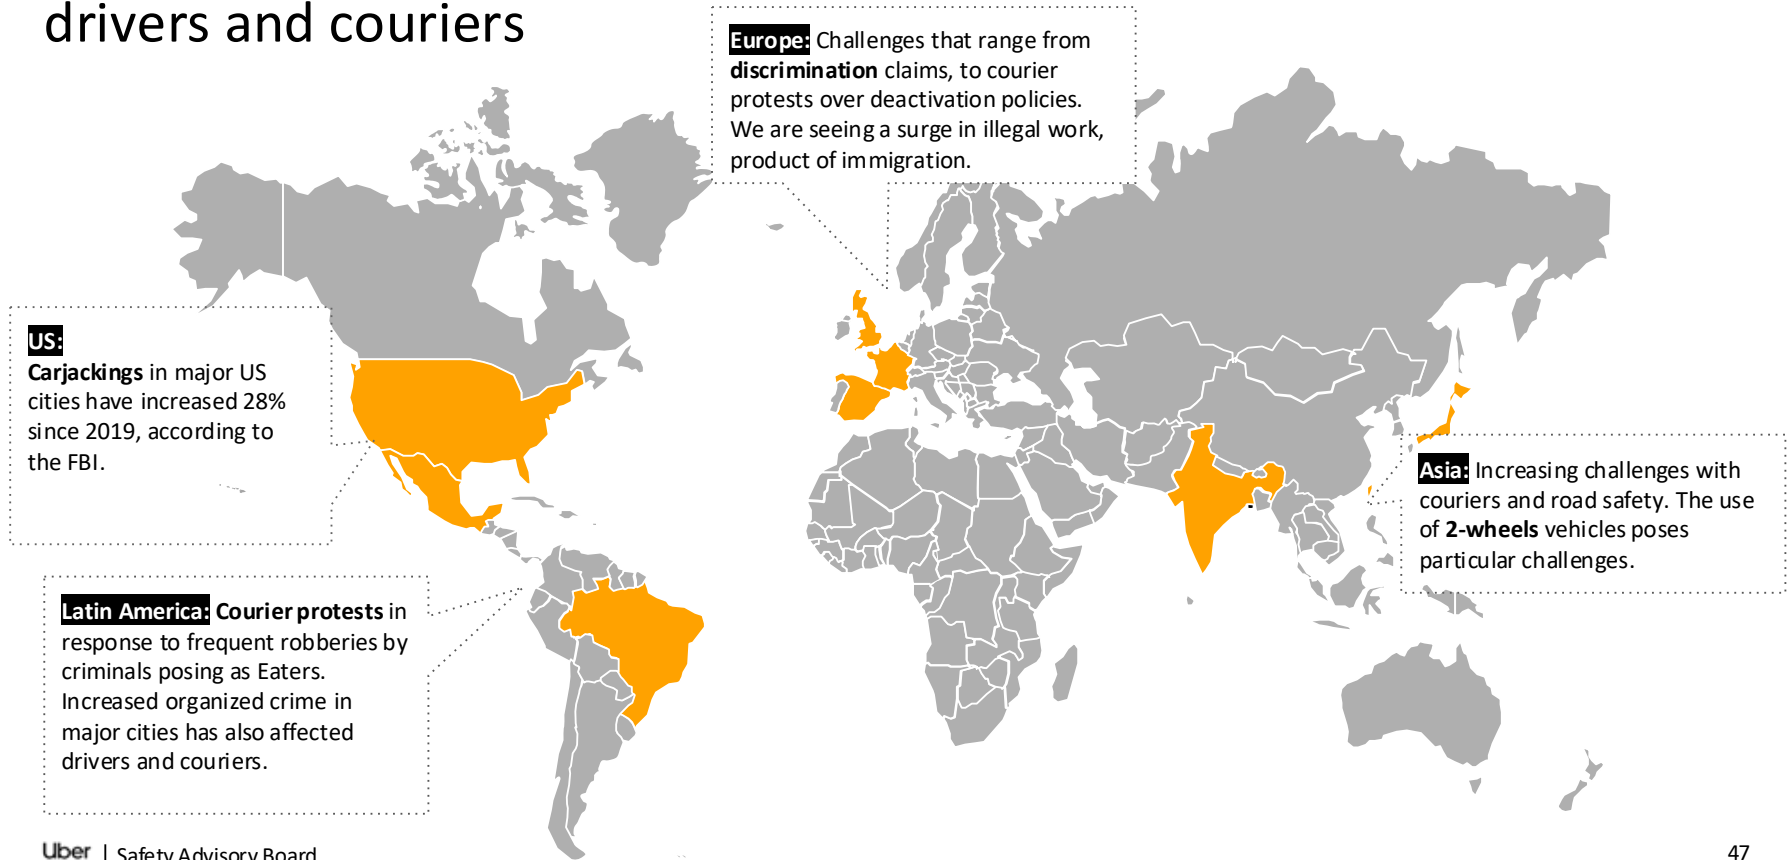 drivers and couriers
Europe: Challenges that range from
discrimination claims, to courier
protests over deactivation policies.
We are seeing a surge in illegal work,
product of immigration.
US:
Carjackings in major US
cities have increased 28%
since 2019, according to
the FBI.
Asia: Increasing challenges with
couriers and road safety. The use
of 2-wheels vehicles poses
particular challenges.
Latin America: Courier protests in
response to frequent robberies by
criminals posing as Eaters.
Increased organized crime in
major cities has also affected
drivers and couriers.
Uber | Safety Advisory Board
47